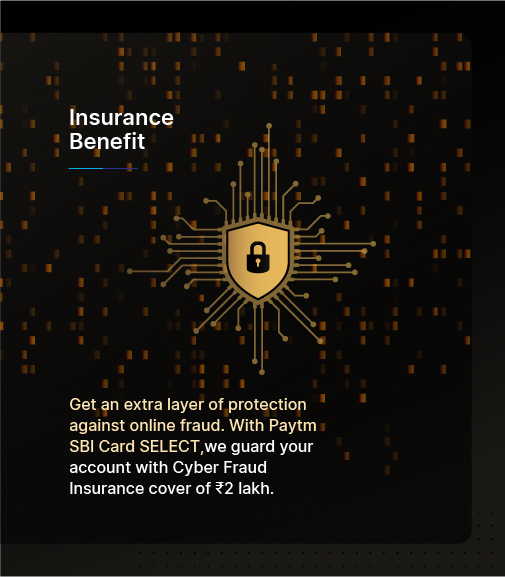 Insurance
Benefit
Get an extra layer of protection
against online fraud. With Paytm
SBI Card SELECT,we guard your
account with Cyber Fraud
Insurance cover of ₹2 lakh.